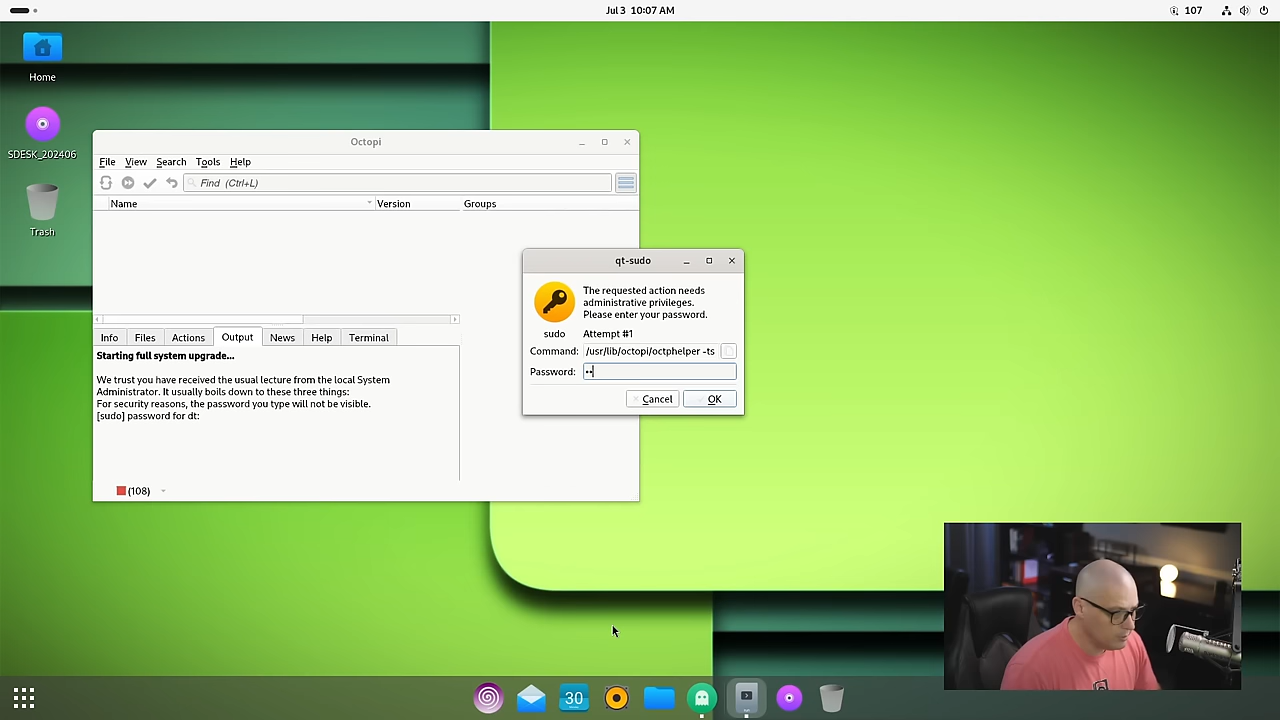 Jul 3 10:07 AM
107
Home
SDESK_202406
Trash
Octopi
File View Search Tools Help
Find (Ctrl+L)
Name Version Groups
qt-sudo
The requested action needs
administrative privileges.
Please enter your password.
sudo
Attempt #1
Command: /usr/lib/octopi/octphelper -ts
Password:
Cancel OK
Info Files Actions Output News Help Terminal
Starting full system upgrade...
We trust you have received the usual lecture from the local System
Administrator. It usually boils down to these three things:
For security reasons, the password you type will not be visible.
[sudo] password for dt:
(108)
30